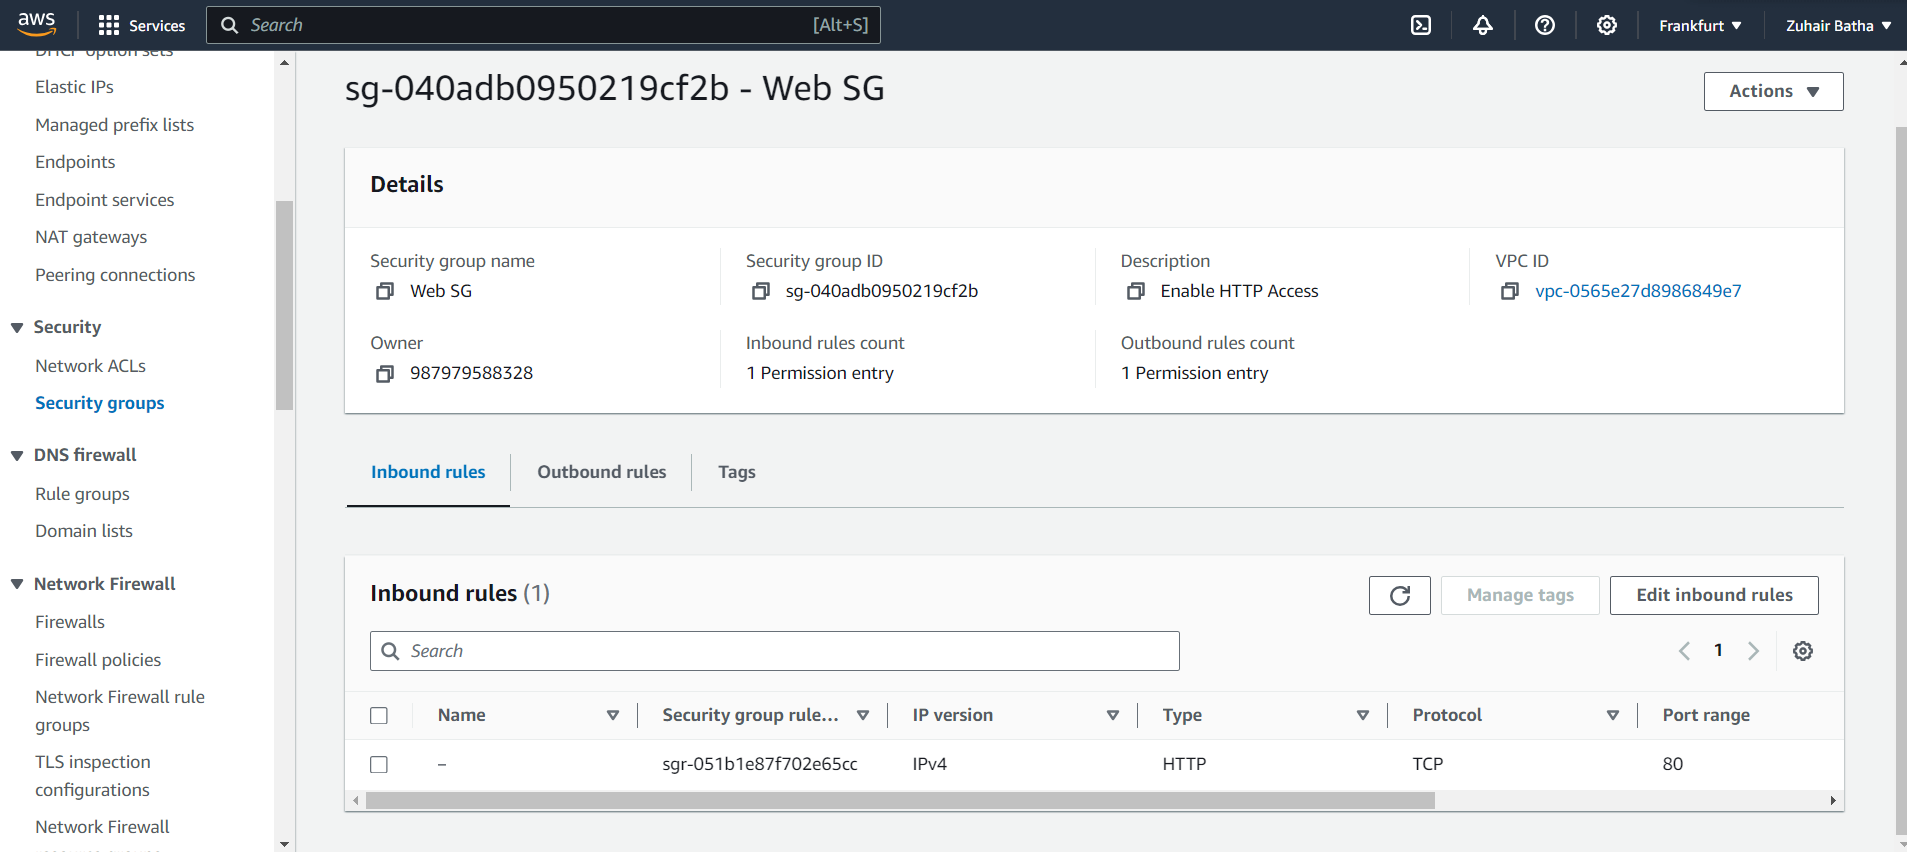 aws
Services
Search
[Alt+S]
Frankfurt
Zuhair Batha
DHCP option sets
Elastic IPs
Managed prefix lists
Endpoints
Endpoint services
NAT gateways
Peering connections
Security
Network ACLs
Security groups
DNS firewall
Rule groups
Domain lists
Network Firewall
Firewalls
Firewall policies
Network Firewall rule
groups
TLS inspection
configurations
Network Firewall
sg-040adb0950219cf2b - Web SG
Actions
Details
Security group name
Web SG
Security group ID
sg-040adb0950219cf2b
Description
Enable HTTP Access
VPC ID
vpc-0565e27d8986849e7
Owner
987979588328
Inbound rules count
1 Permission entry
Outbound rules count
1 Permission entry
Inbound rules
Outbound rules
Tags
Inbound rules (1)
Manage tags
Edit inbound rules
Search
1
Name
Security group rule...
IP version
Type
Protocol
Port range
–
sgr-051b1e87f702e65cc
IPv4
HTTP
TCP
80